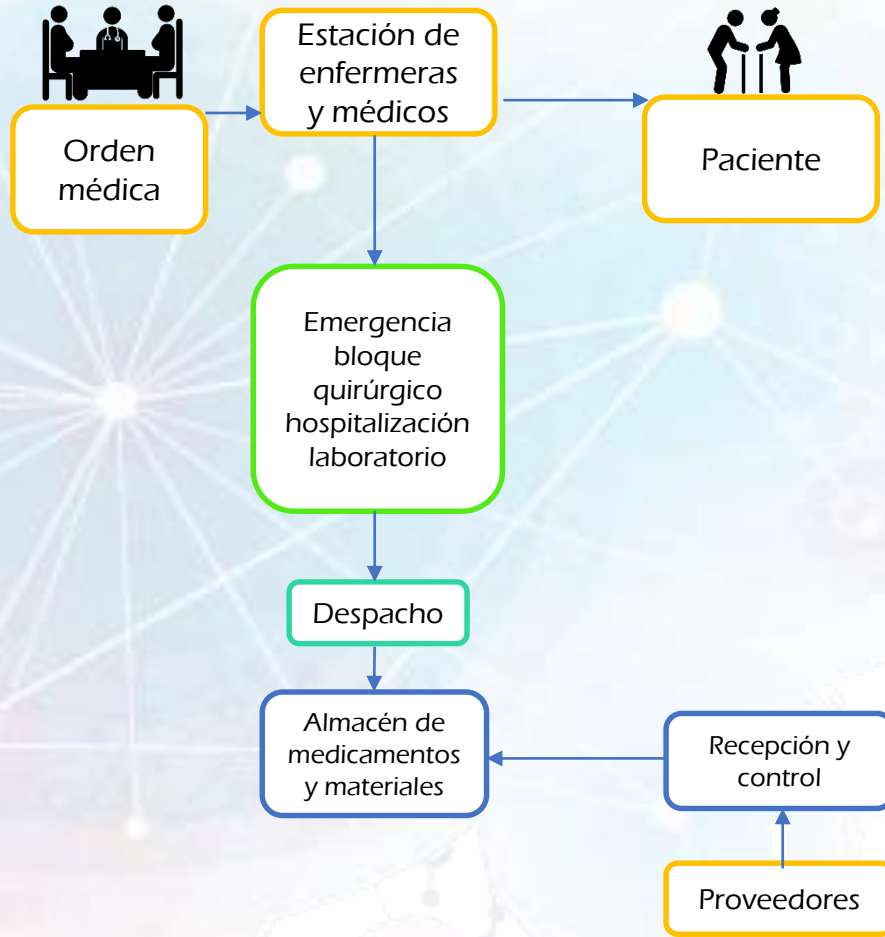 Orden
médica
Estación de
enfermeras
y médicos
Paciente
Emergencia
bloque
quirúrgico
hospitalización
laboratorio
Despacho
Almacén de
medicamentos
y materiales
Recepción y
control
Proveedores